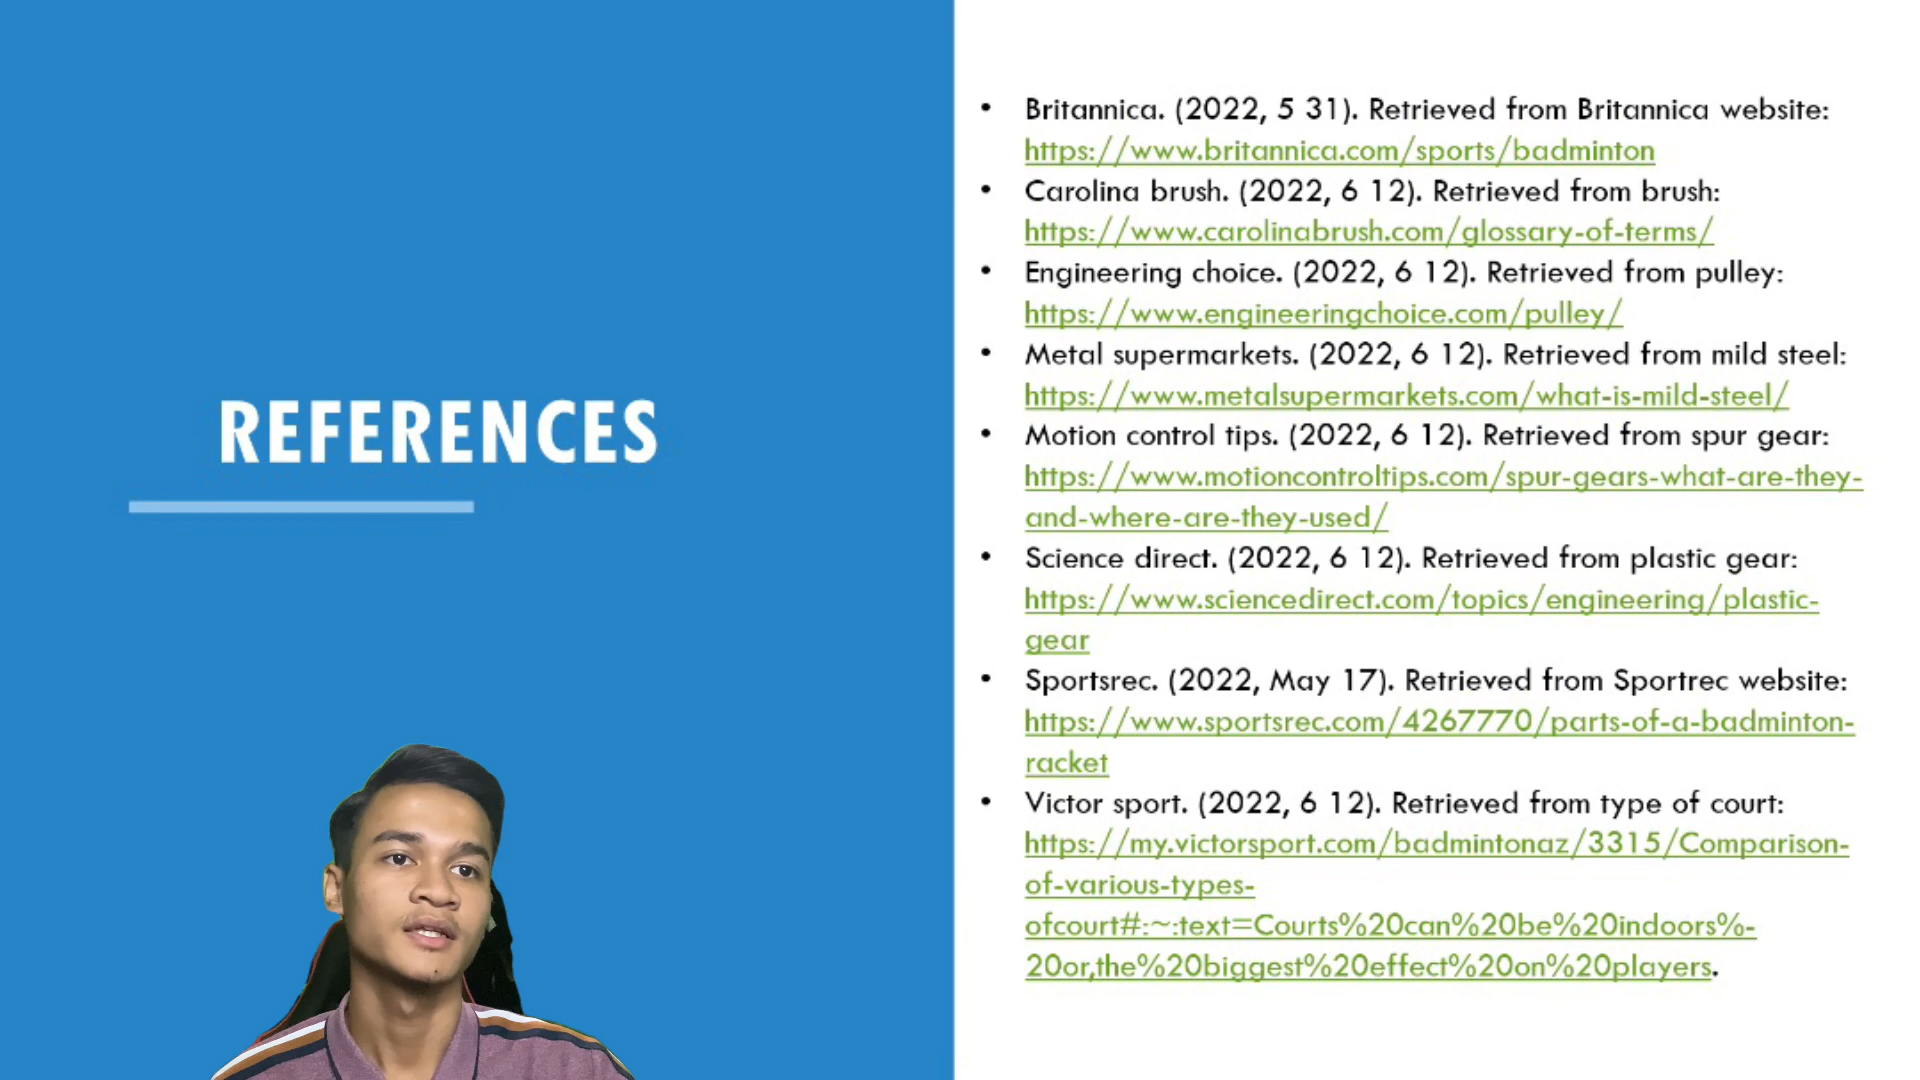 REFERENCES
• Britannica. (2022, 5 31). Retrieved from Britannica website:
https://www.britannica.com/sports/badminton
• Carolina brush. (2022, 6 12). Retrieved from brush:
https://www.carolinabrush.com/glossary-of-terms/
• Engineering choice. (2022, 6 12). Retrieved from pulley:
https://www.engineeringchoice.com/pulley/
• Metal supermarkets. (2022, 6 12). Retrieved from mild steel:
https://www.metalsupermarkets.com/what-is-mild-steel/
• Motion control tips. (2022, 6 12). Retrieved from spur gear:
https://www.motioncontroltips.com/spur-gears-what-are-they-
and-where-are-they-used/
• Science direct. (2022, 6 12). Retrieved from plastic gear:
https://www.sciencedirect.com/topics/engineering/plastic-
gear
• Sportsrec. (2022, May 17). Retrieved from Sportrec website:
https://www.sportsrec.com/4267770/parts-of-a-badminton-
racket
• Victor sport. (2022, 6 12). Retrieved from type of court:
https://my.victorsport.com/badmintonaz/3315/Comparison-
of-various-types-
ofcourt#:~:text=Courts%20can%20be%20indoors%-
20or,the%20biggest%20effect%20on%20players.